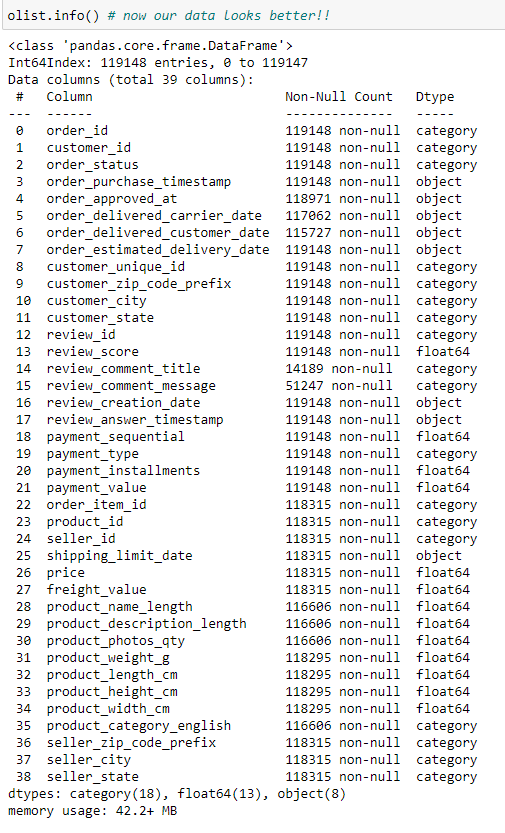 olist.info() # now our data looks better!!
<class 'pandas.core.frame.DataFrame'>
Int64Index: 119148 entries, 0 to 119147
Data columns (total 39 columns):
 #   Column                         Non-Null Count   Dtype
---  ------                         --------------   -----
 0   order_id                       119148 non-null  category
 1   customer_id                    119148 non-null  category
 2   order_status                   119148 non-null  category
 3   order_purchase_timestamp       119148 non-null  object
 4   order_approved_at              118971 non-null  object
 5   order_delivered_carrier_date   117062 non-null  object
 6   order_delivered_customer_date  115727 non-null  object
 7   order_estimated_delivery_date  119148 non-null  object
 8   customer_unique_id             119148 non-null  category
 9   customer_zip_code_prefix       119148 non-null  category
 10  customer_city                  119148 non-null  category
 11  customer_state                 119148 non-null  category
 12  review_id                      119148 non-null  category
 13  review_score                   119148 non-null  float64
 14  review_comment_title           14189 non-null   category
 15  review_comment_message         51247 non-null   category
 16  review_creation_date           119148 non-null  object
 17  review_answer_timestamp        119148 non-null  object
 18  payment_sequential             119148 non-null  float64
 19  payment_type                   119148 non-null  category
 20  payment_installments           119148 non-null  float64
 21  payment_value                  119148 non-null  float64
 22  order_item_id                  118315 non-null  category
 23  product_id                     118315 non-null  category
 24  seller_id                      118315 non-null  category
 25  shipping_limit_date            118315 non-null  object
 26  price                          118315 non-null  float64
 27  freight_value                  118315 non-null  float64
 28  product_name_length            116606 non-null  float64
 29  product_description_length     116606 non-null  float64
 30  product_photos_qty             116606 non-null  float64
 31  product_weight_g               118295 non-null  float64
 32  product_length_cm              118295 non-null  float64
 33  product_height_cm              118295 non-null  float64
 34  product_width_cm               118295 non-null  float64
 35  product_category_english       116606 non-null  category
 36  seller_zip_code_prefix         118315 non-null  category
 37  seller_city                    118315 non-null  category
 38  seller_state                   118315 non-null  category
dtypes: category(18), float64(13), object(8)
memory usage: 42.2+ MB